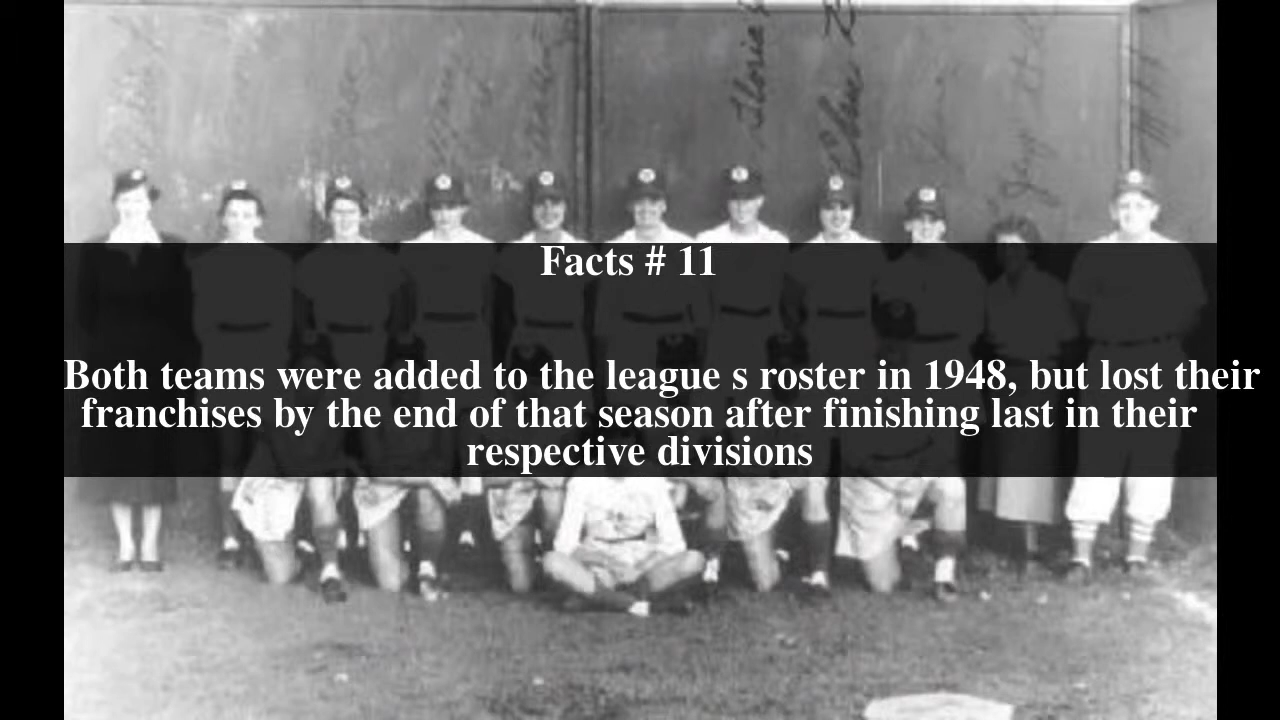 Facts # 11
Both teams were added to the league s roster in 1948, but lost their
franchises by the end of that season after finishing last in their
respective divisions